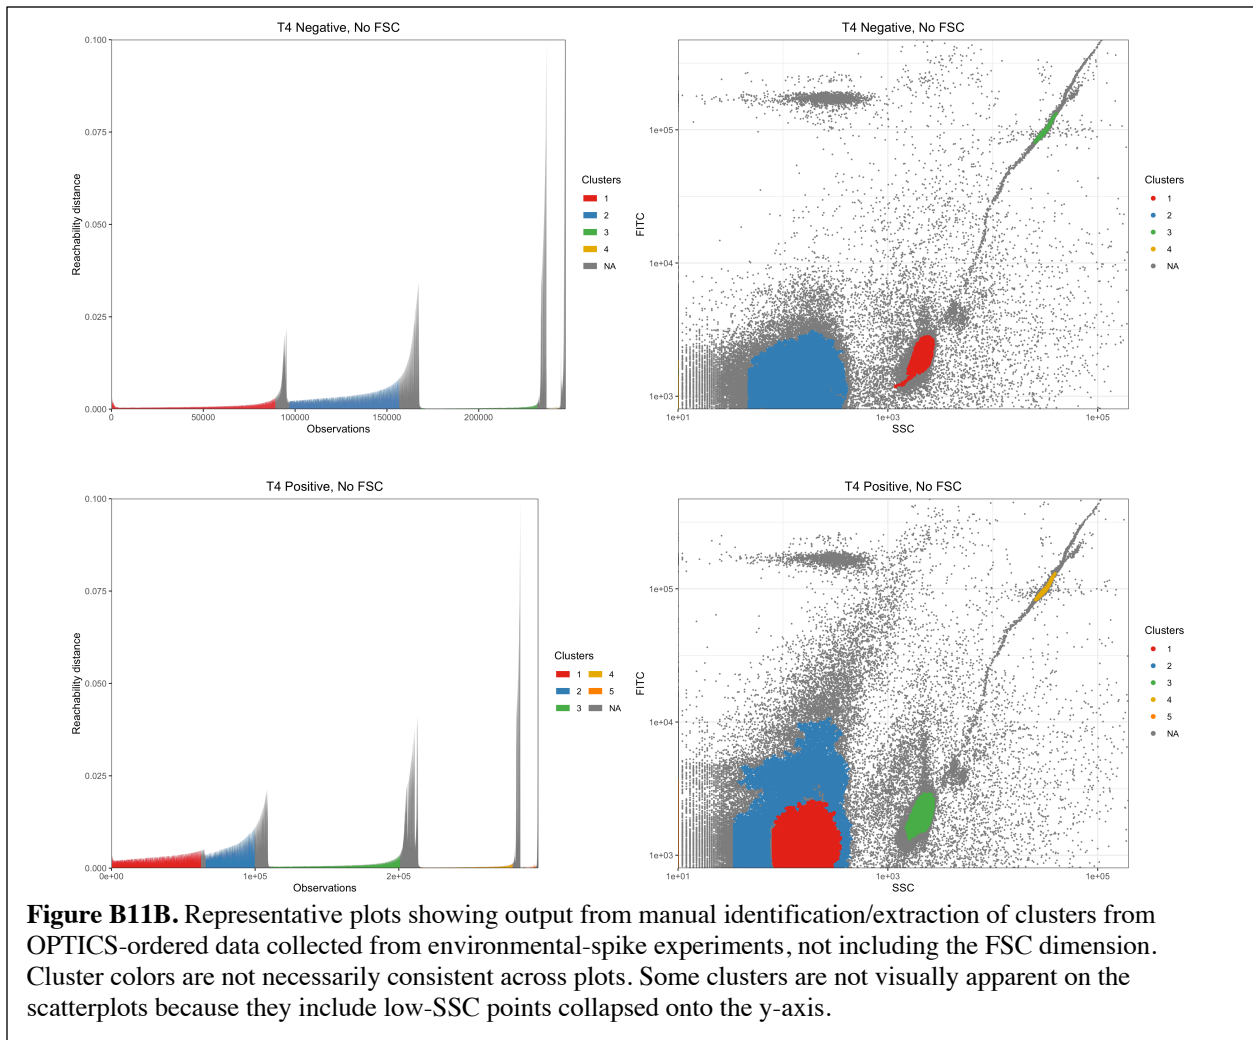 T4 Negative, No FSC
0.100
0.075
0.050
0.025
0.000
Reachability distance
0
50000
100000
150000
200000
Observations
Clusters
1
2
3
4
NA
T4 Negative, No FSC
1e+05
1e+04
1e+03
FITC
1e+01
1e+03
1e+05
SSC
Clusters
1
2
3
4
NA
T4 Positive, No FSC
0.100
0.075
0.050
0.025
0.000
Reachability distance
0e+00
1e+05
2e+05
Observations
Clusters
1 4
2 5
3 NA
T4 Positive, No FSC
1e+05
1e+04
1e+03
FITC
1e+01
1e+03
1e+05
SSC
Clusters
1
2
3
4
5
NA
Figure B11B. Representative plots showing output from manual identification/extraction of clusters from
OPTICS-ordered data collected from environmental-spike experiments, not including the FSC dimension.
Cluster colors are not necessarily consistent across plots. Some clusters are not visually apparent on the
scatterplots because they include low-SSC points collapsed onto the y-axis.